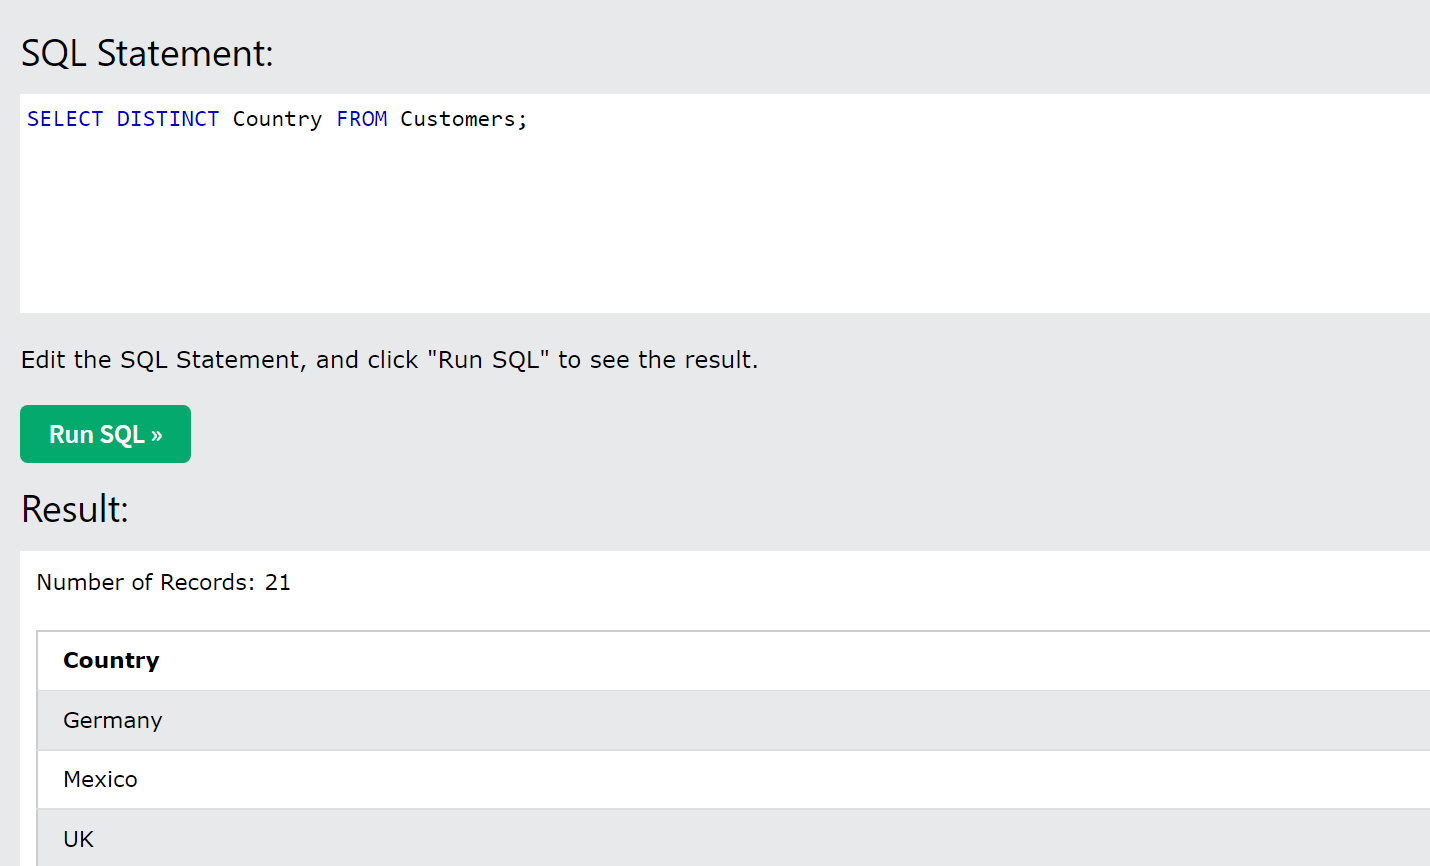 SQL Statement:
SELECT DISTINCT Country FROM Customers;
Edit the SQL Statement, and click "Run SQL" to see the result.
Run SQL »
Result:
Number of Records: 21
Country
Germany
Mexico
UK